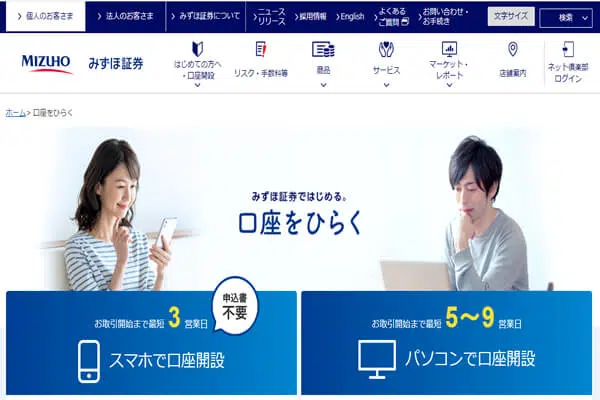 個人のお客さま
法人のお客さま
みずほ証券について
ニュース
リリース
採用情報
English
よくある
ご質問
お問い合わせ・
お手続き
文字サイズ
検索
MIZUHO
みずほ証券
はじめての方へ
・口座開設
リスク・手数料等
商品
サービス
マーケット・
レポート
店舗案内
ネット倶楽部
ログイン
ホーム> 口座をひらく
みずほ証券ではじめる。
口座をひらく
申込書
不要
お取引開始まで最短 3 営業日
スマホで口座開設
お取引開始まで最短 5～9 営業日
パソコンで口座開設